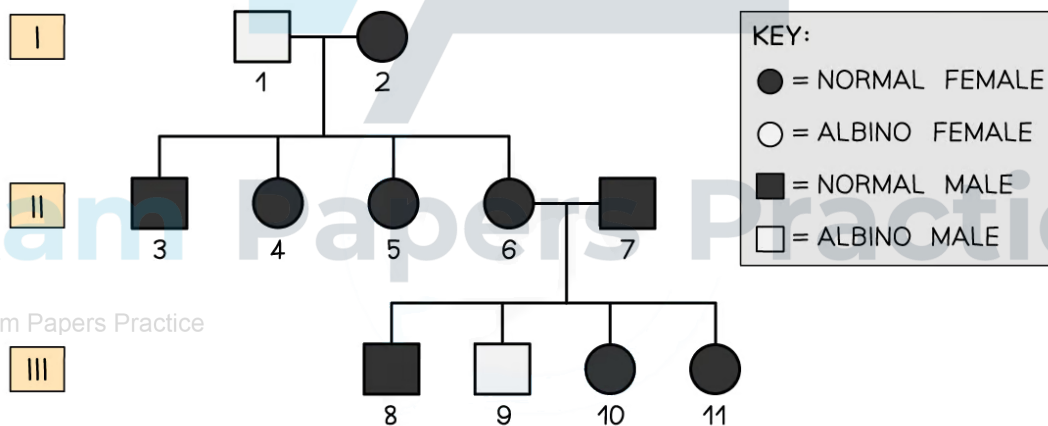 I
1
2
KEY:
= NORMAL FEMALE
= ALBINO FEMALE
= NORMAL MALE
= ALBINO MALE
II
3
4
5
6
7
am Papers Practi
m Papers Practice
III
8
9
10
11